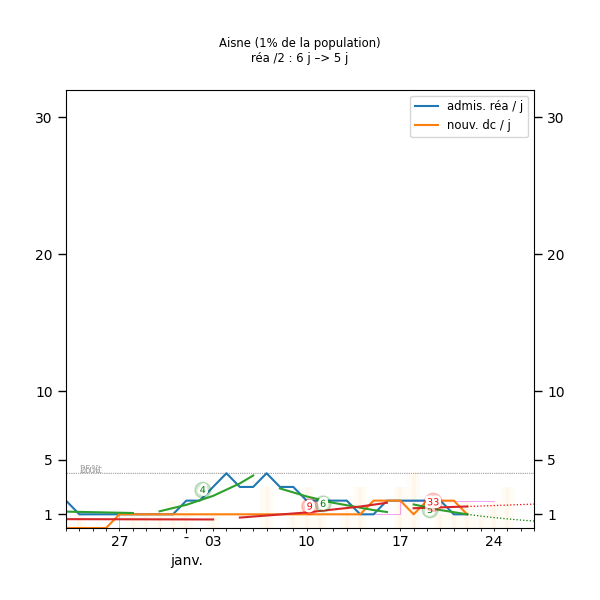 Aisne (1% de la population)
réa /2 : 6 j –> 5 j
admis. réa / j
nouv. dc / j
30 30
20 20
10 10
5 5
4
9 6
33
1 1
27 - 03 10 17 24
janv.